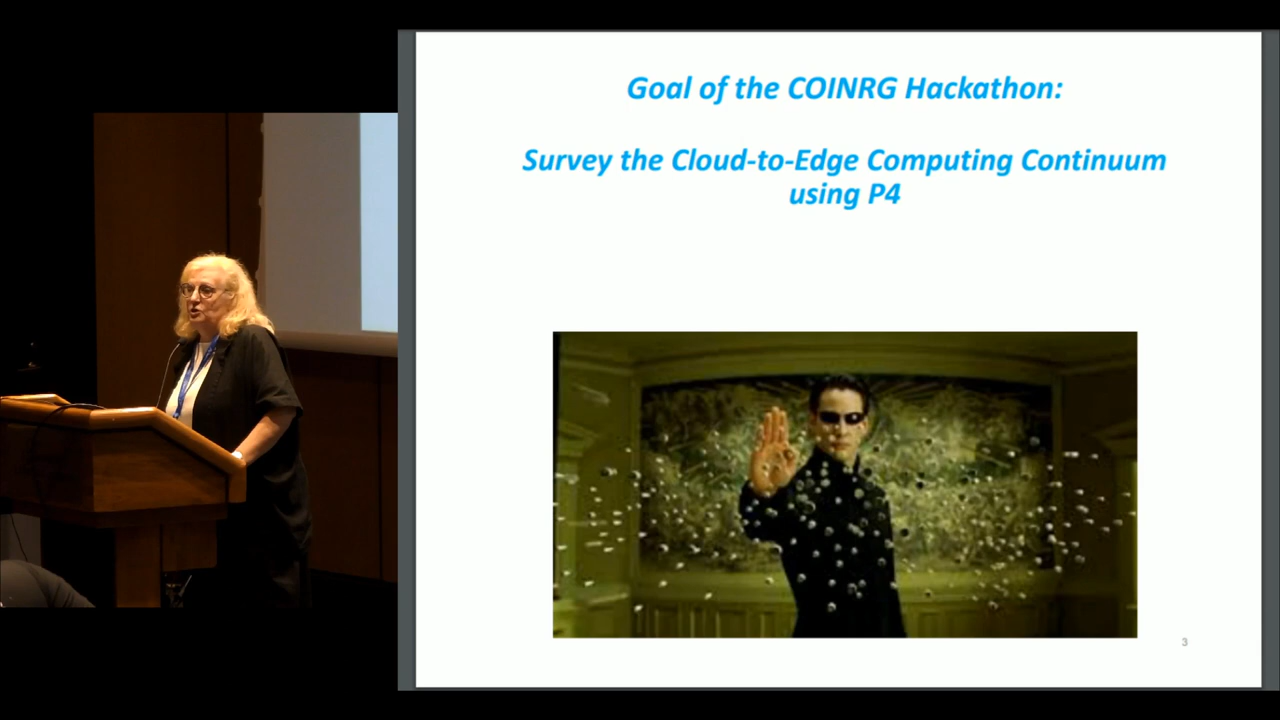 Goal of the COINRG Hackathon:
Survey the Cloud-to-Edge Computing Continuum
using P4
3